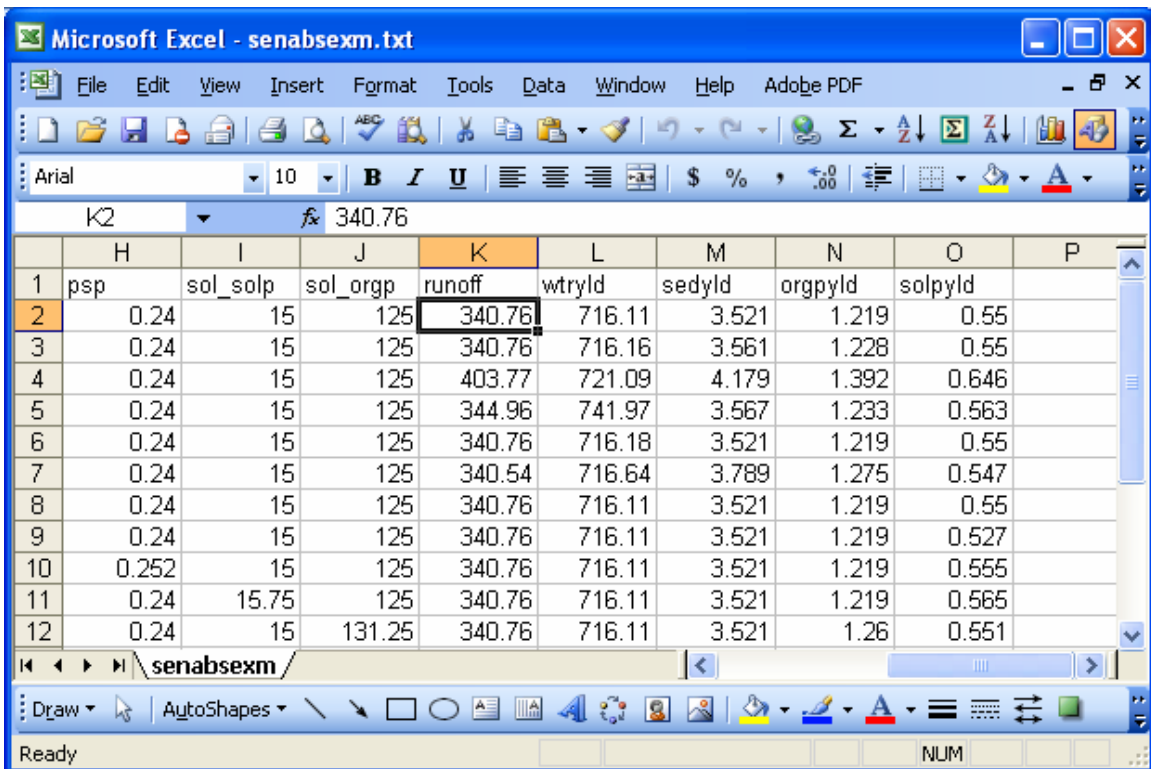 Microsoft Excel - senabsexm.txt
File Edit View Insert Format Tools Data Window Help Adobe PDF
Arial 10 B I U $ % ,
K2 fx 340.76
H I J K L M N O P
1 psp sol_solp sol_orgp runoff wtryld sedyld orgpyld solpyld
2 0.24 15 125 340.76 716.11 3.521 1.219 0.55
3 0.24 15 125 340.76 716.16 3.561 1.228 0.55
4 0.24 15 125 403.77 721.09 4.179 1.392 0.646
5 0.24 15 125 344.96 741.97 3.567 1.233 0.563
6 0.24 15 125 340.76 716.18 3.521 1.219 0.55
7 0.24 15 125 340.54 716.64 3.789 1.275 0.547
8 0.24 15 125 340.76 716.11 3.521 1.219 0.55
9 0.24 15 125 340.76 716.11 3.521 1.219 0.527
10 0.252 15 125 340.76 716.11 3.521 1.219 0.555
11 0.24 15.75 125 340.76 716.11 3.521 1.219 0.565
12 0.24 15 131.25 340.76 716.11 3.521 1.26 0.551
senabsexm
Draw AutoShapes A
Ready NUM